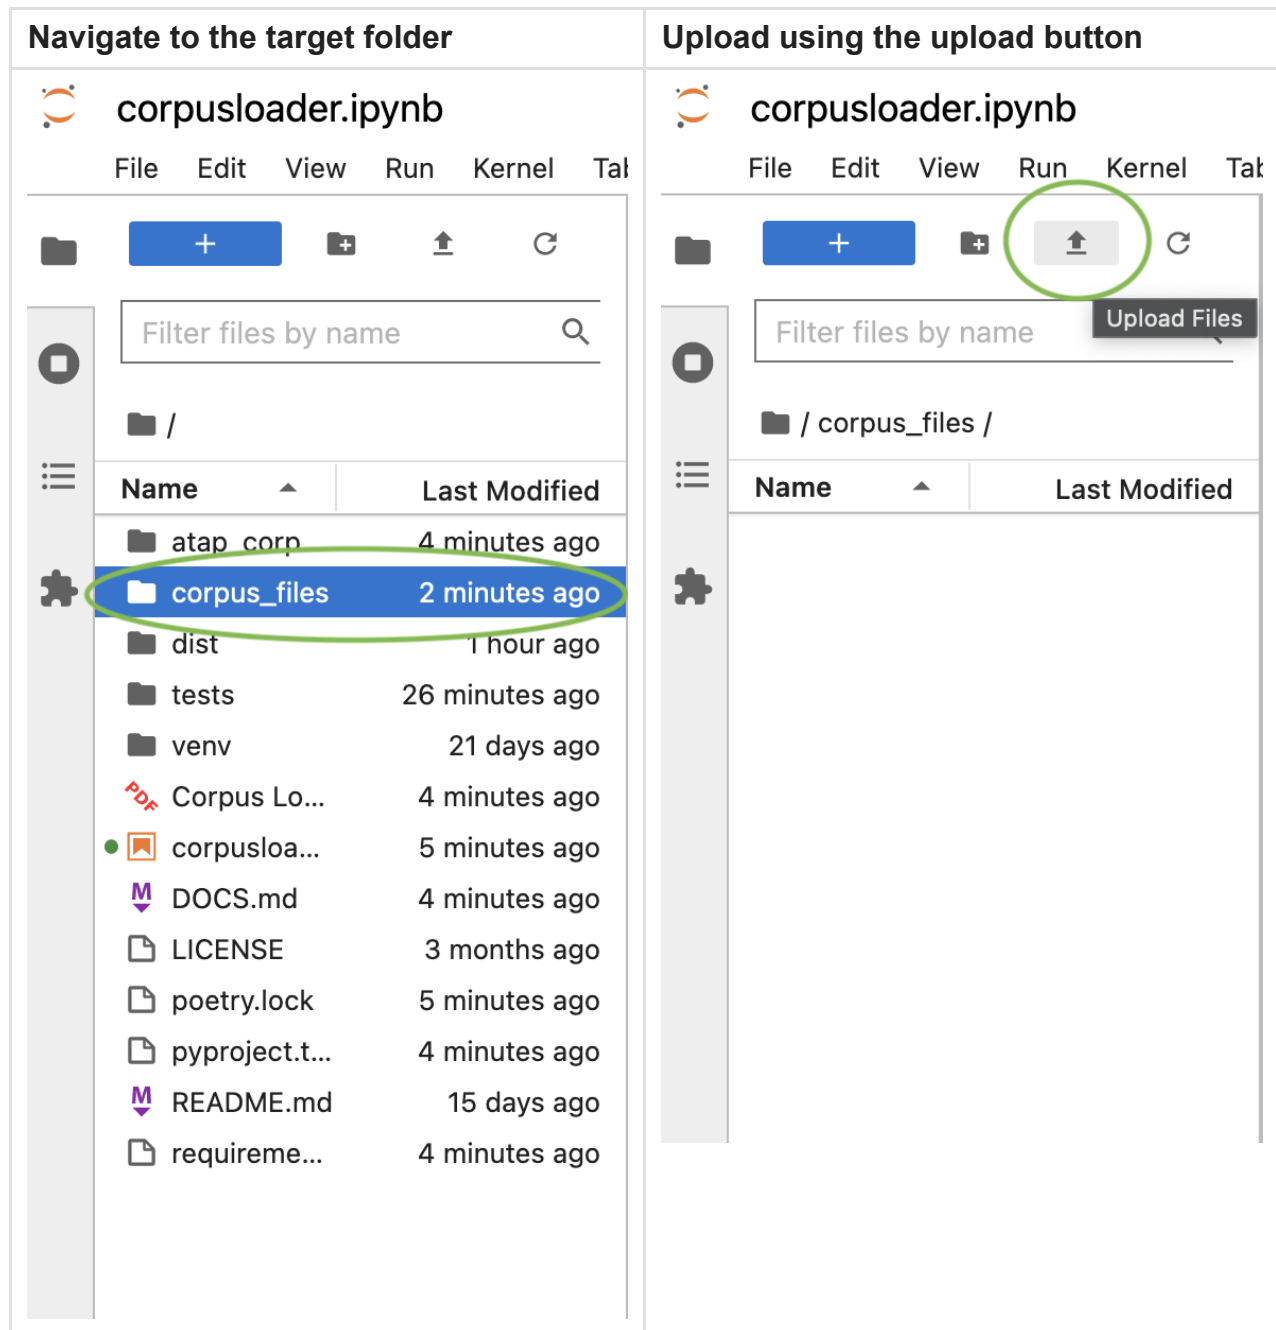 Navigate to the target folder
corpusloader.ipynb
File Edit View Run Kernel
Filter files by name
/
Name Last Modified
atap_corp 4 minutes ago
corpus_files 2 minutes ago
dist 1 hour ago
tests 26 minutes ago
venv 21 days ago
PDF Corpus Lo... 4 minutes ago
corpusloa... 5 minutes ago
M DOCS.md 4 minutes ago
LICENSE 3 months ago
poetry.lock 5 minutes ago
pyproject.t... 4 minutes ago
M README.md 15 days ago
requireme... 4 minutes ago
Upload using the upload button
corpusloader.ipynb
File Edit View Run Kernel
Upload Files
Filter files by name
/ corpus_files /
Name Last Modified